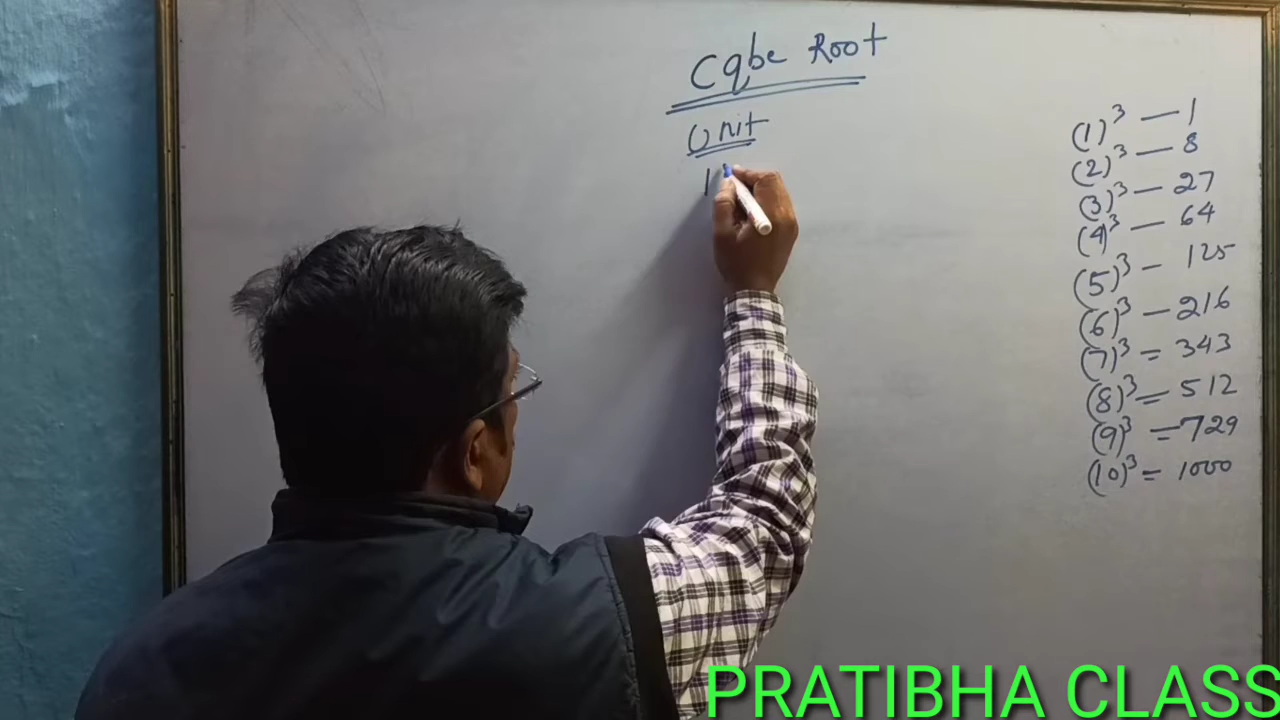 Cqbe Root
Unit
1
(1)³ — 1
(2)³ — 8
(3)³ — 27
(4)³ — 64
(5)³ — 125
(6)³ — 216
(7)³ = 343
(8)³ = 512
(9)³ = 729
(10)³ = 1000
PRATIBHA CLASS